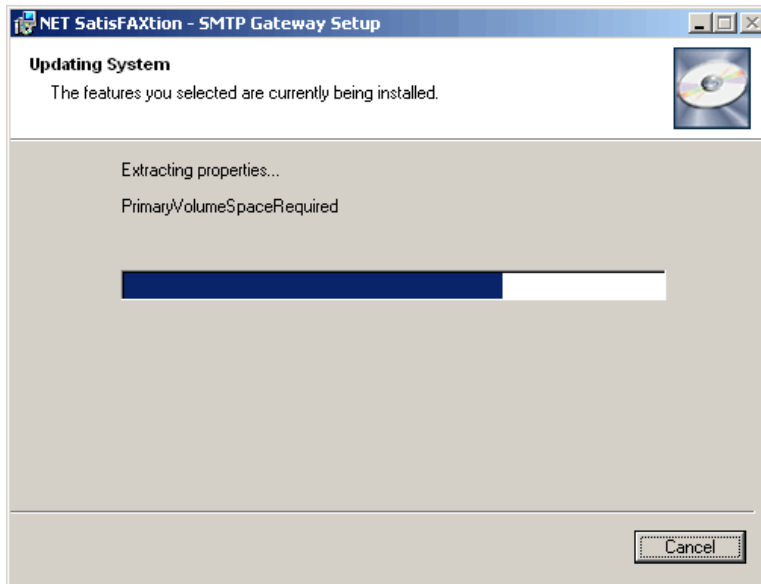 NET SatisFAXtion - SMTP Gateway Setup
Updating System
The features you selected are currently being installed.
Extracting properties...
PrimaryVolumeSpaceRequired
Cancel